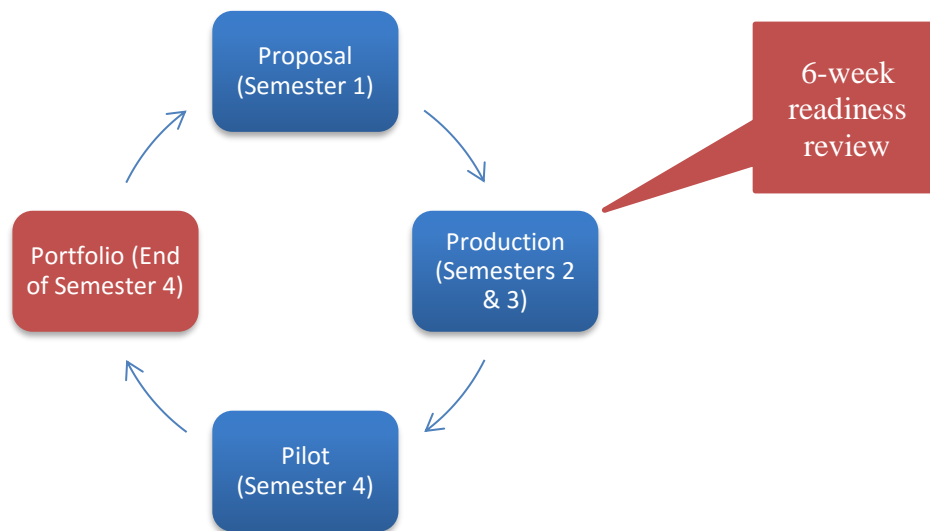 Proposal
(Semester 1)
6-week
readiness
review
Production
(Semesters 2
& 3)
Portfolio (End
of Semester 4)
Pilot
(Semester 4)